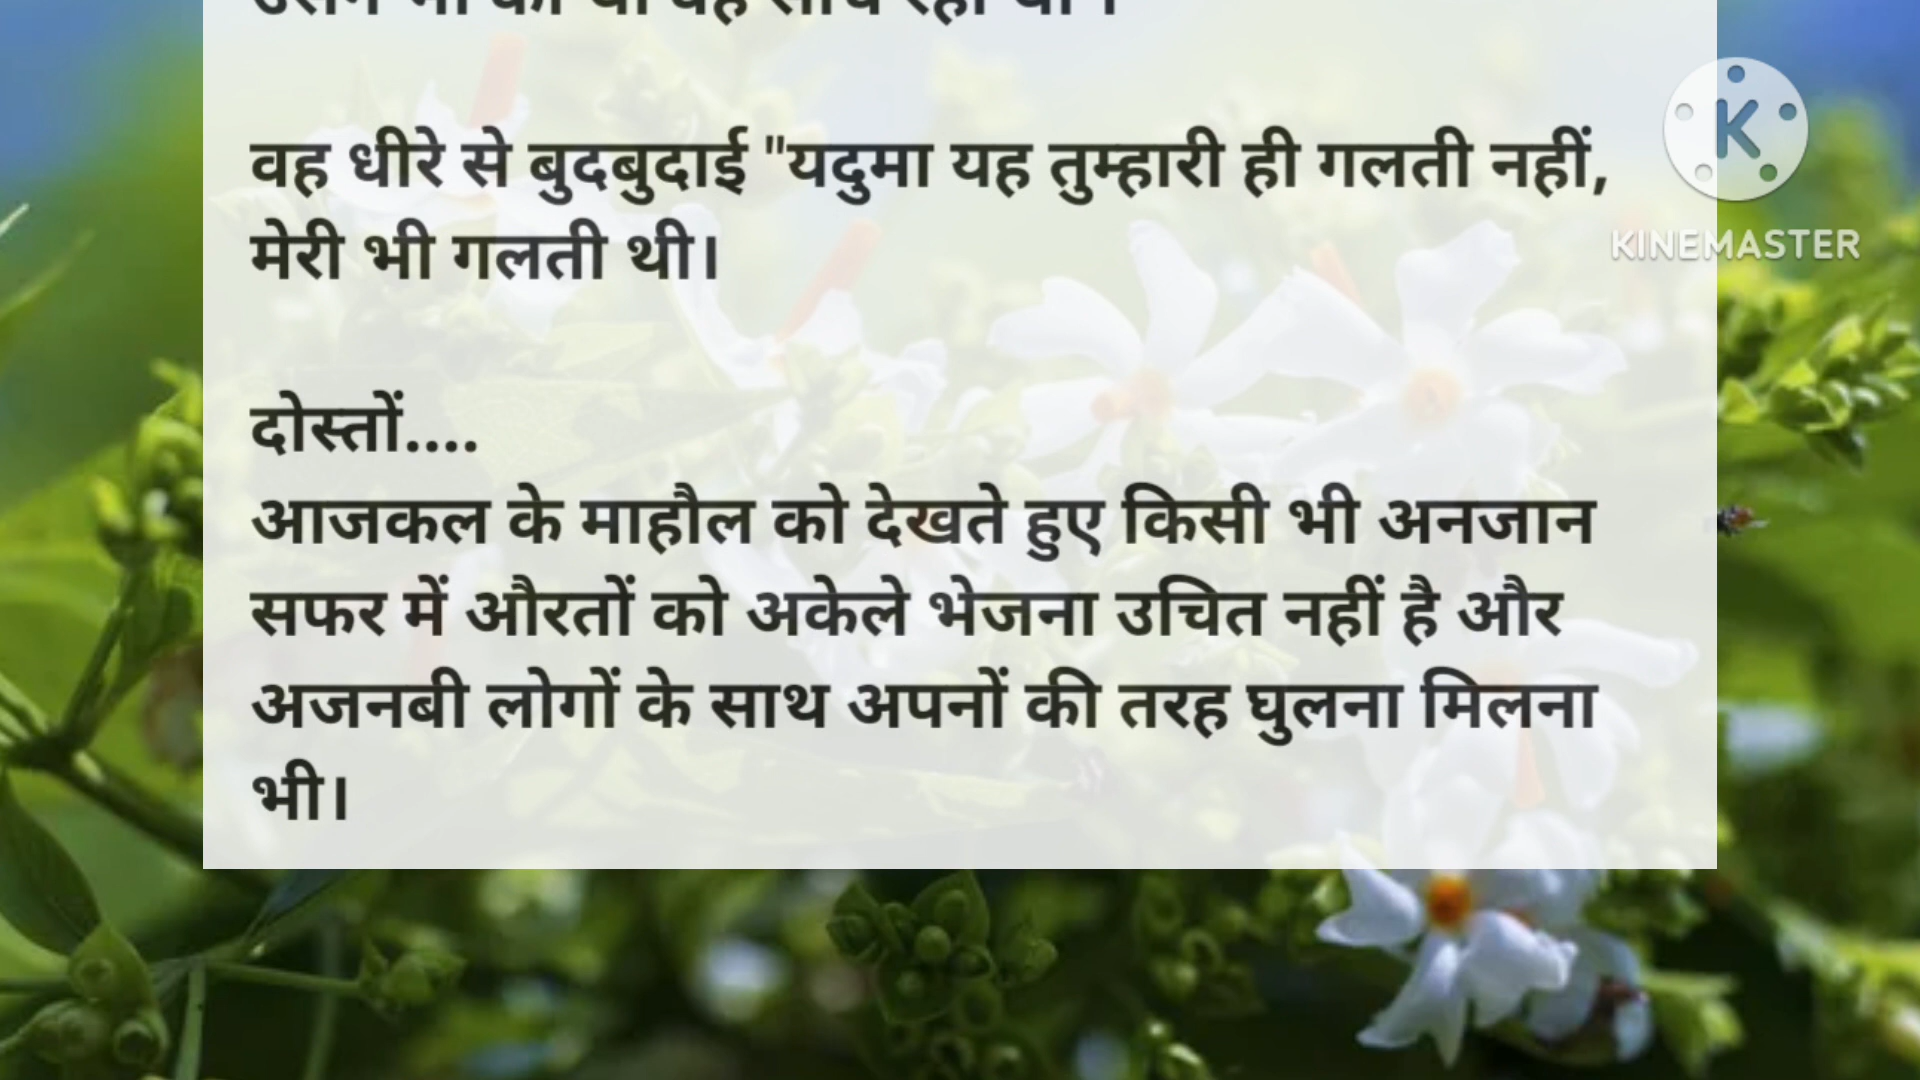 वह धीरे से बुदबुदाई "यदुमा यह तुम्हारी ही गलती नहीं,
मेरी भी गलती थी।
दोस्तों....
आजकल के माहौल को देखते हुए किसी भी अनजान
सफर में औरतों को अकेले भेजना उचित नहीं है और
अजनबी लोगों के साथ अपनों की तरह घुलना मिलना
भी।
K
KINEMASTER